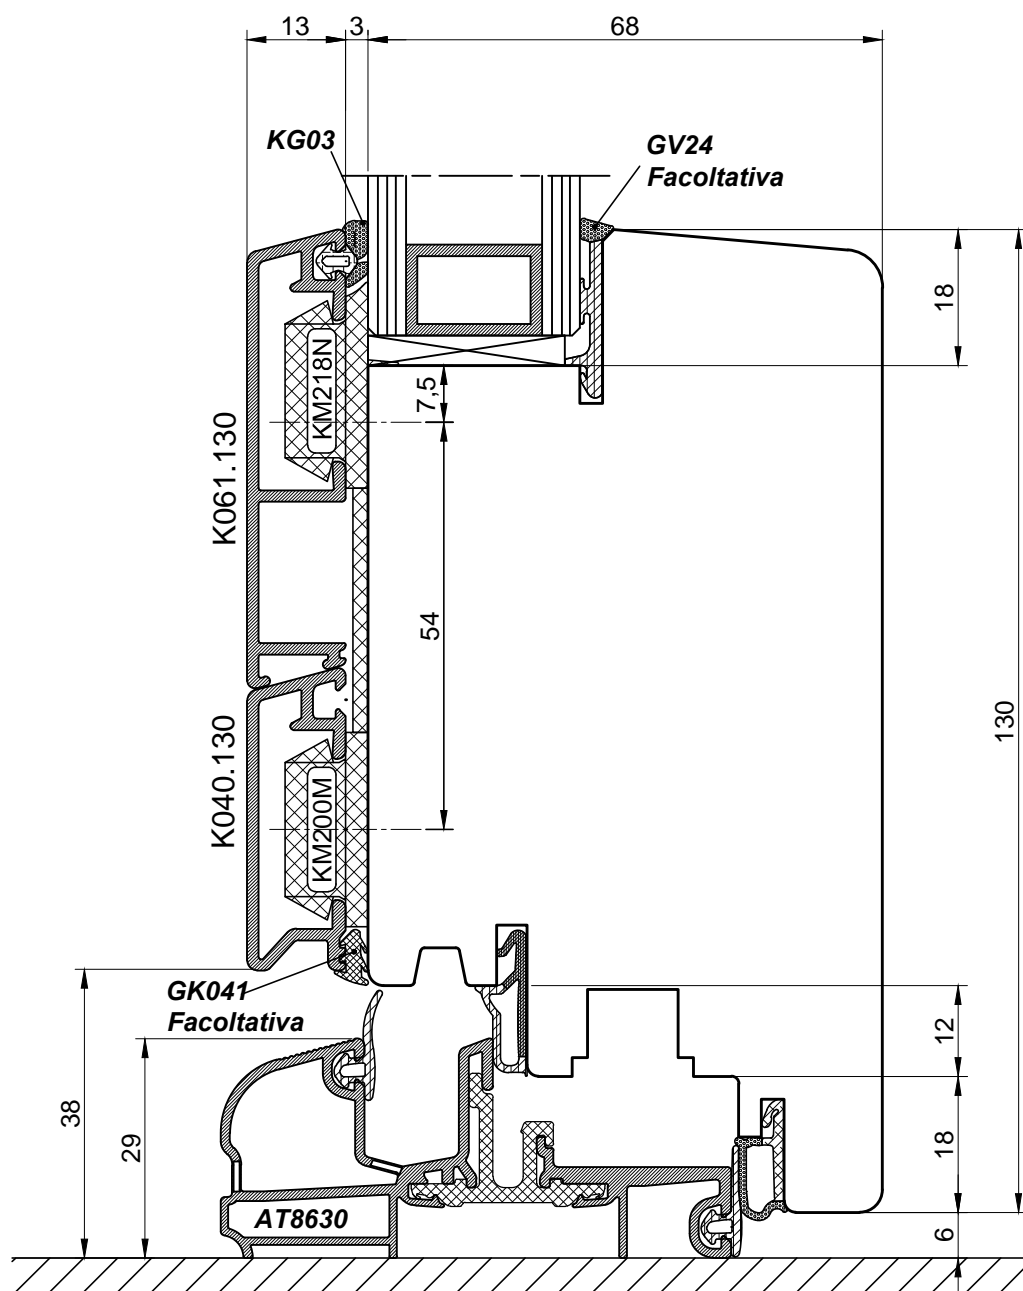 13
3
68
KG03
GV24
Facoltativa
18
7,5
KM218N
K061.130
54
130
K040.130
KM200M
GK041
Facoltativa
12
38
29
18
AT8630
6